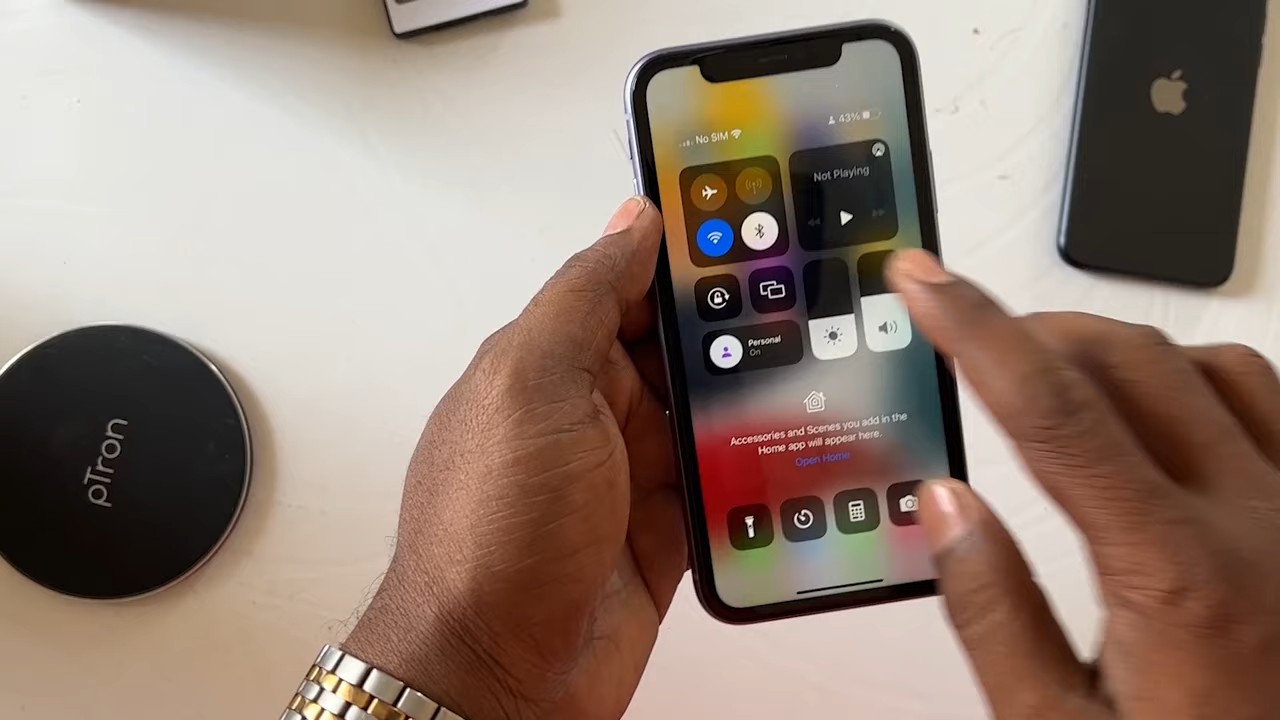 No SIM
43%
Not Playing
Personal
On
Accessories and Scenes you add in the
Home app will appear here.
Open Home
pTron